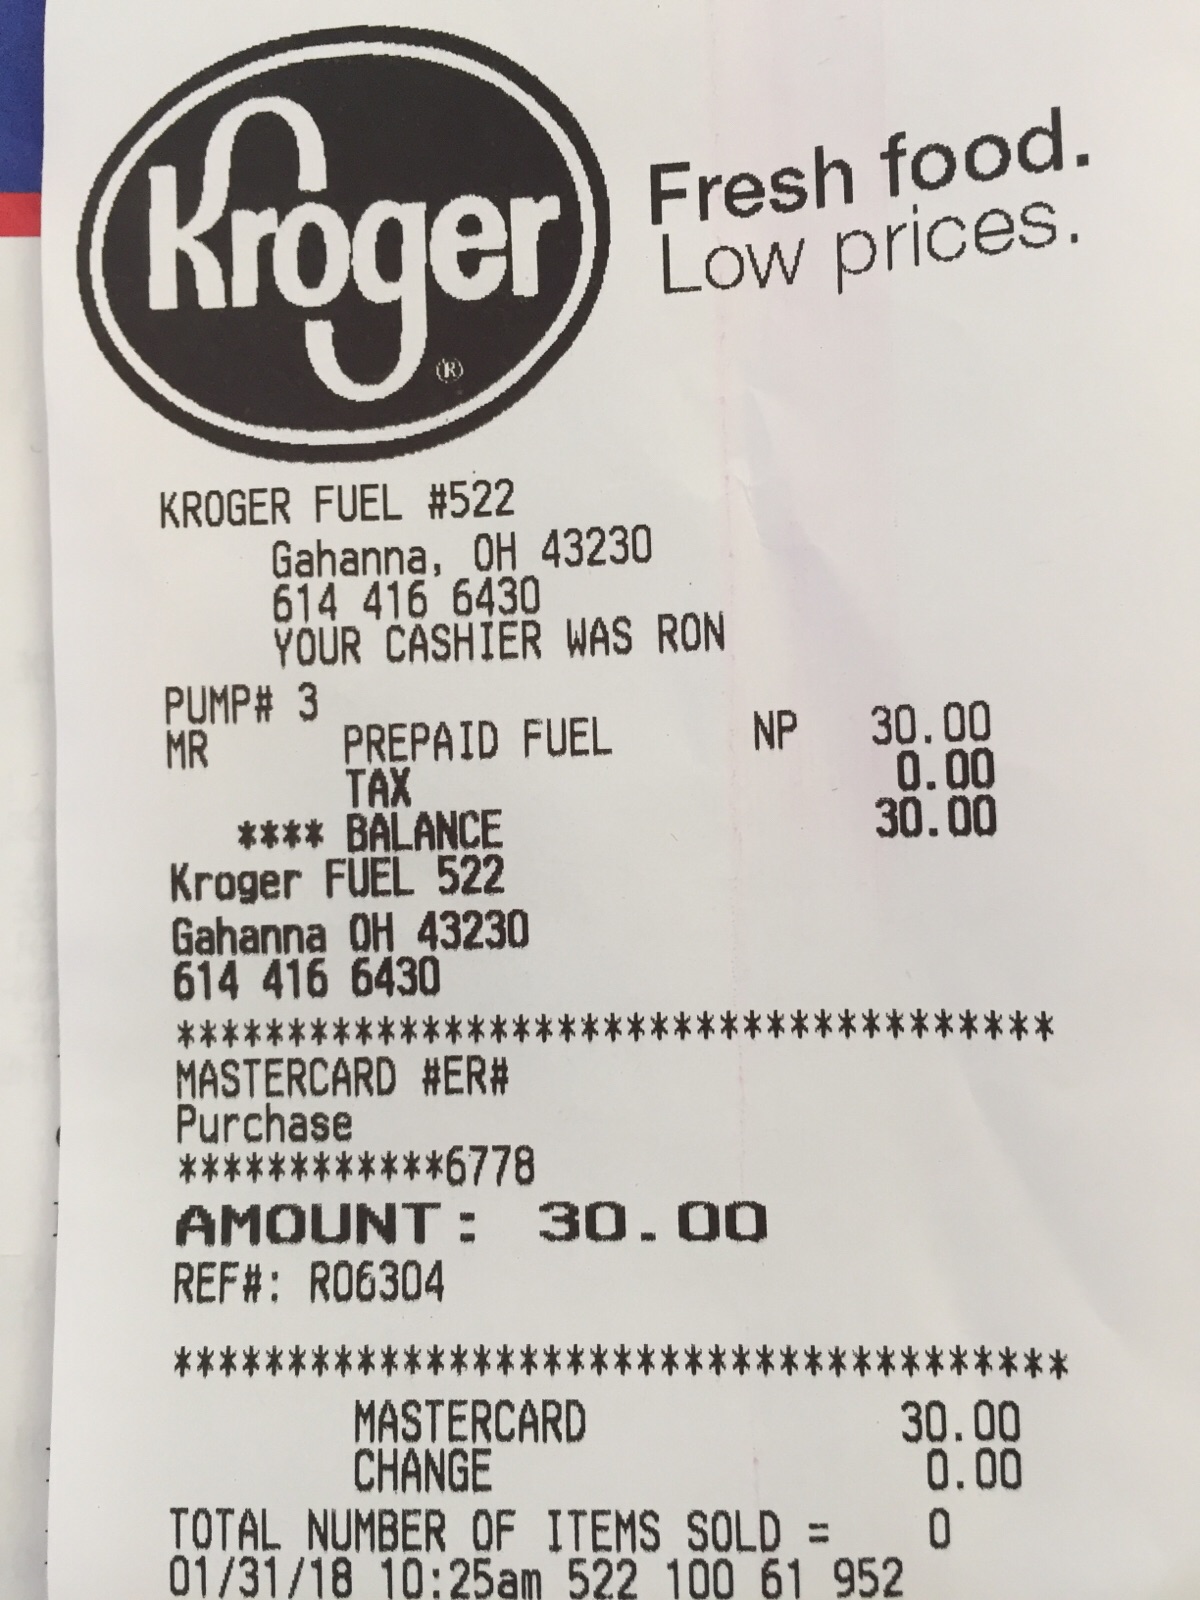 Kroger ®
Fresh food.
Low prices.
KROGER FUEL #522
Gahanna, OH 43230
614 416 6430
YOUR CASHIER WAS RON
PUMP# 3
MR PREPAID FUEL NP 30.00
TAX 0.00
**** BALANCE 30.00
Kroger FUEL 522
Gahanna OH 43230
614 416 6430
***************************************
MASTERCARD #ER#
Purchase
************6778
AMOUNT: 30.00
REF#: R06304
***************************************
MASTERCARD 30.00
CHANGE 0.00
TOTAL NUMBER OF ITEMS SOLD = 0
01/31/18 10:25am 522 100 61 952